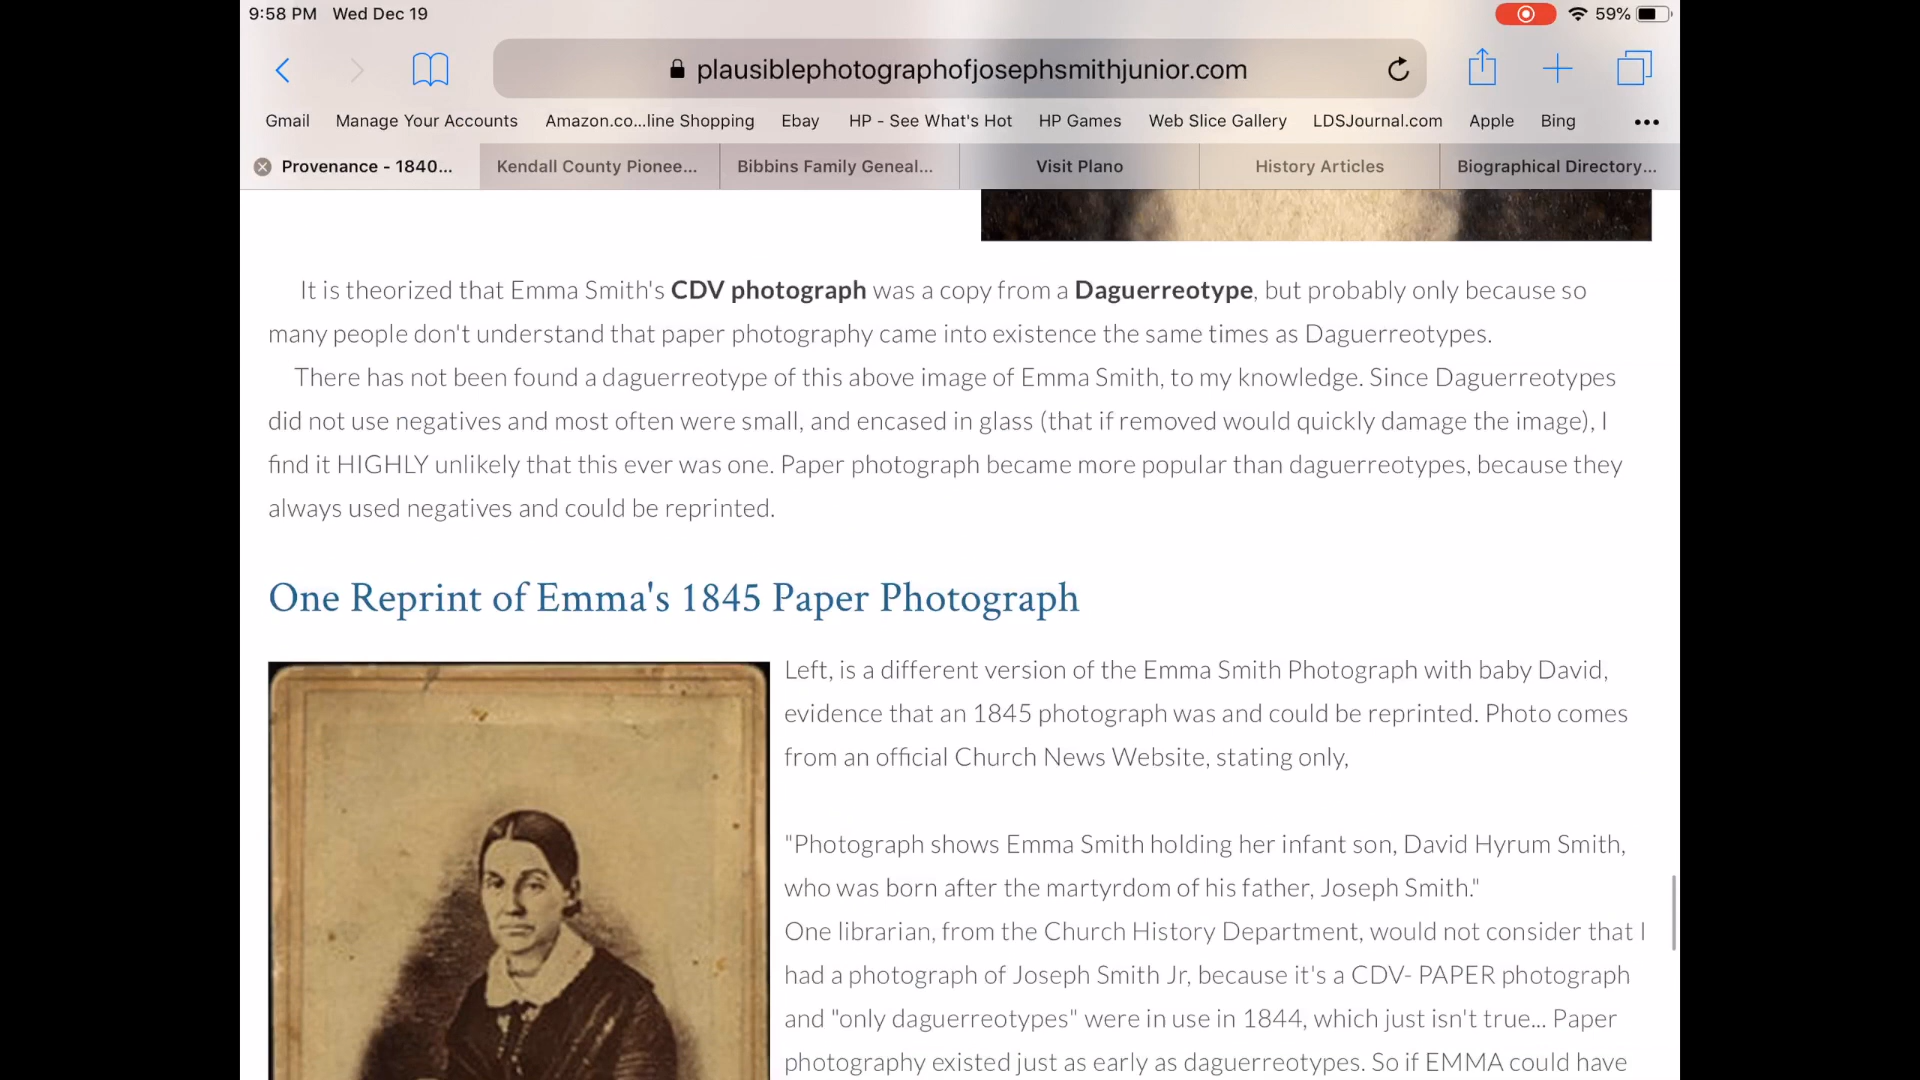 9:58 PM Wed Dec 19
59%
plausiblephotographofjosephsmithjunior.com
Gmail Manage Your Accounts Amazon.co...line Shopping Ebay HP - See What's Hot HP Games Web Slice Gallery LDSJournal.com Apple Bing
Provenance - 1840... Kendall County Pionee... Bibbins Family Geneal... Visit Plano History Articles Biographical Directory...
It is theorized that Emma Smith's CDV photograph was a copy from a Daguerreotype, but probably only because so
many people don't understand that paper photography came into existence the same times as Daguerreotypes.
There has not been found a daguerreotype of this above image of Emma Smith, to my knowledge. Since Daguerreotypes
did not use negatives and most often were small, and encased in glass (that if removed would quickly damage the image), I
find it HIGHLY unlikely that this ever was one. Paper photograph became more popular than daguerreotypes, because they
always used negatives and could be reprinted.
One Reprint of Emma's 1845 Paper Photograph
Left, is a different version of the Emma Smith Photograph with baby David,
evidence that an 1845 photograph was and could be reprinted. Photo comes
from an official Church News Website, stating only,
"Photograph shows Emma Smith holding her infant son, David Hyrum Smith,
who was born after the martyrdom of his father, Joseph Smith."
One librarian, from the Church History Department, would not consider that I
had a photograph of Joseph Smith Jr, because it's a CDV- PAPER photograph
and "only daguerreotypes" were in use in 1844, which just isn't true... Paper
photography existed just as early as daguerreotypes. So if EMMA could have